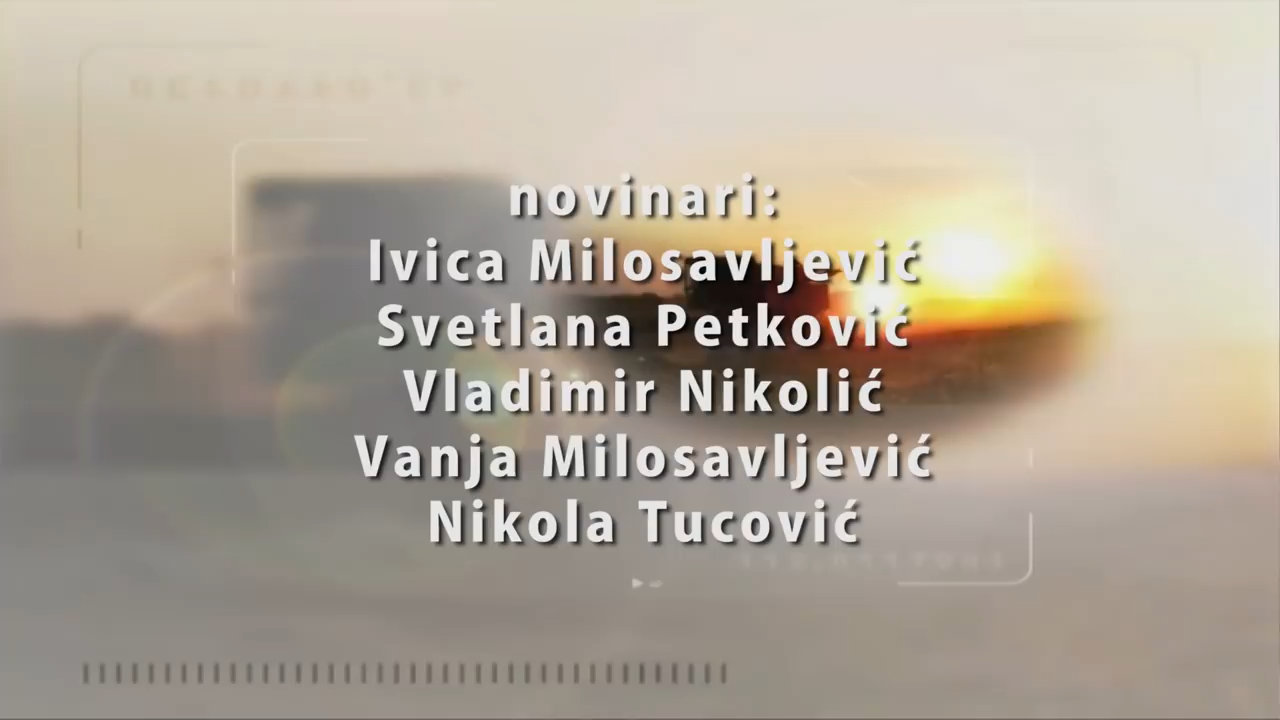 novinari:
Ivica Milosavljević
Svetlana Petković
Vladimir Nikolić
Vanja Milosavljević
Nikola Tucović